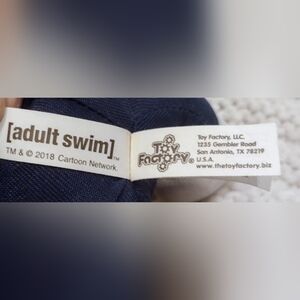 [adult swim]™
TM & © 2018 Cartoon Network.
Toy
Factory®
Toy Factory, LLC.
1235 Gembler Road
San Antonio, TX 78219
U.S.A.
www.thetoyfactory.biz